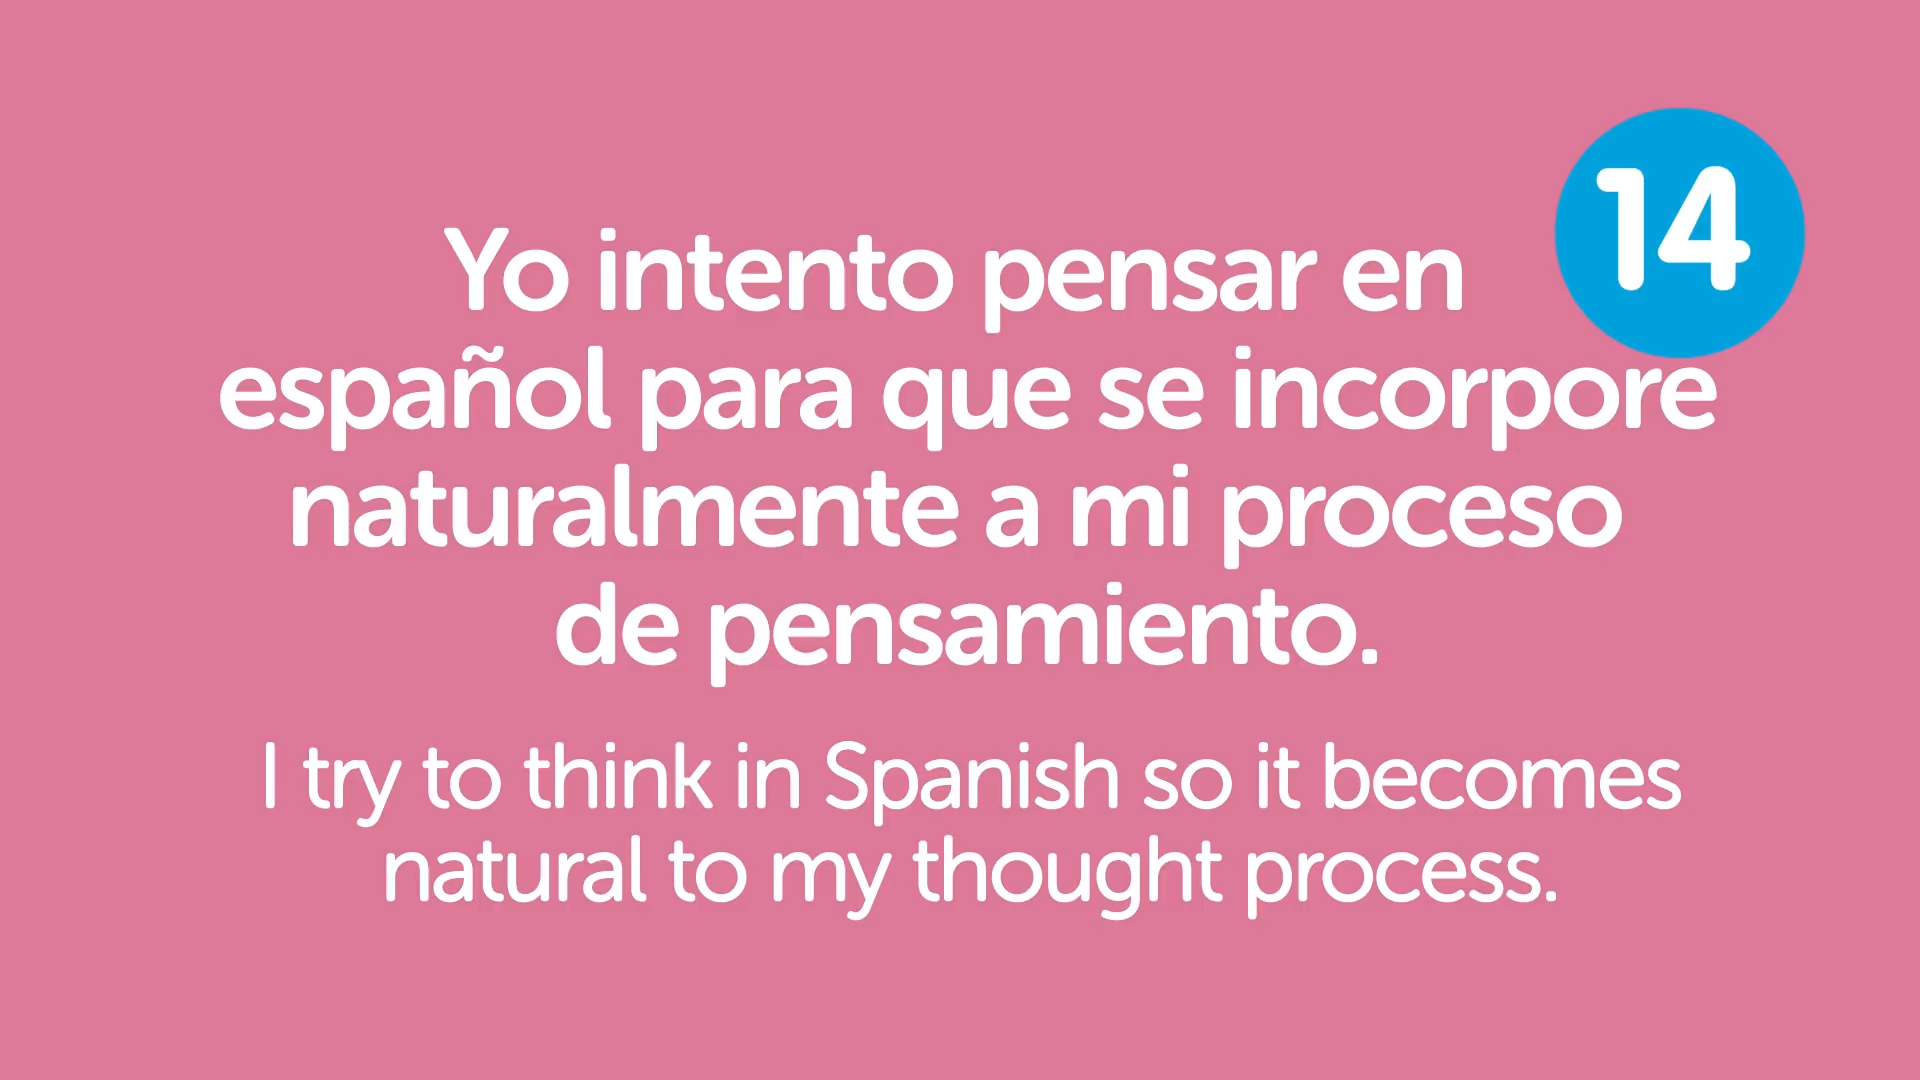 14
Yo intento pensar en
español para que se incorpore
naturalmente a mi proceso
de pensamiento.
I try to think in Spanish so it becomes
natural to my thought process.